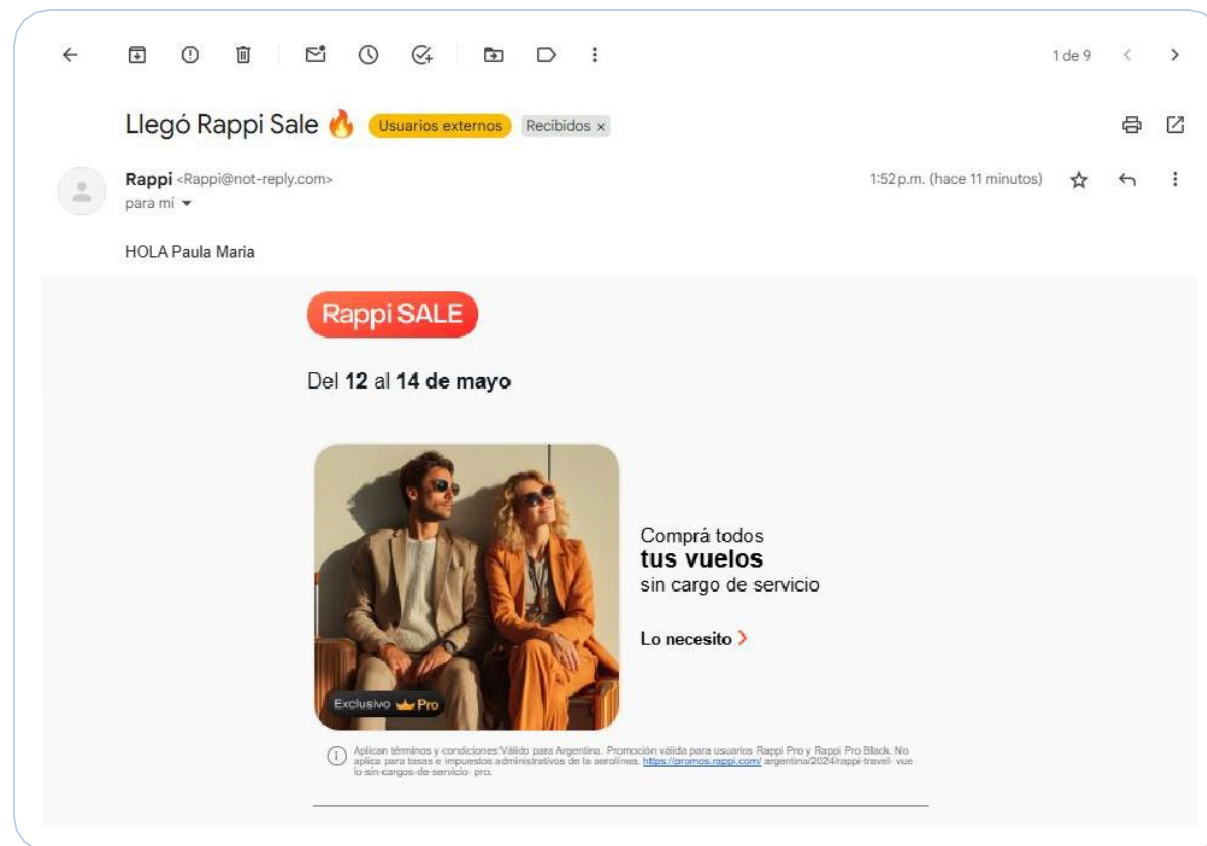 1 de 9
Llegó Rappi Sale 🔥 Usuarios externos Recibidos x
Rappi <Rappi@not-reply.com> 1:52 p.m. (hace 11 minutos)
para mí
HOLA Paula Maria
Rappi SALE
Del 12 al 14 de mayo
Comprá todos
tus vuelos
sin cargo de servicio
Lo necesito >
Exclusivo Pro
Aplican términos y condiciones:Válido para Argentina. Promoción válida para usuarios Rappi Pro y Rappi Pro Black. No
aplica para tasas e impuestos administrativos de la aerolínea. https://promos.rappi.com/ argentina/2024/rappi-travel- vue
lo-sin-cargos-de-servicio- pro.